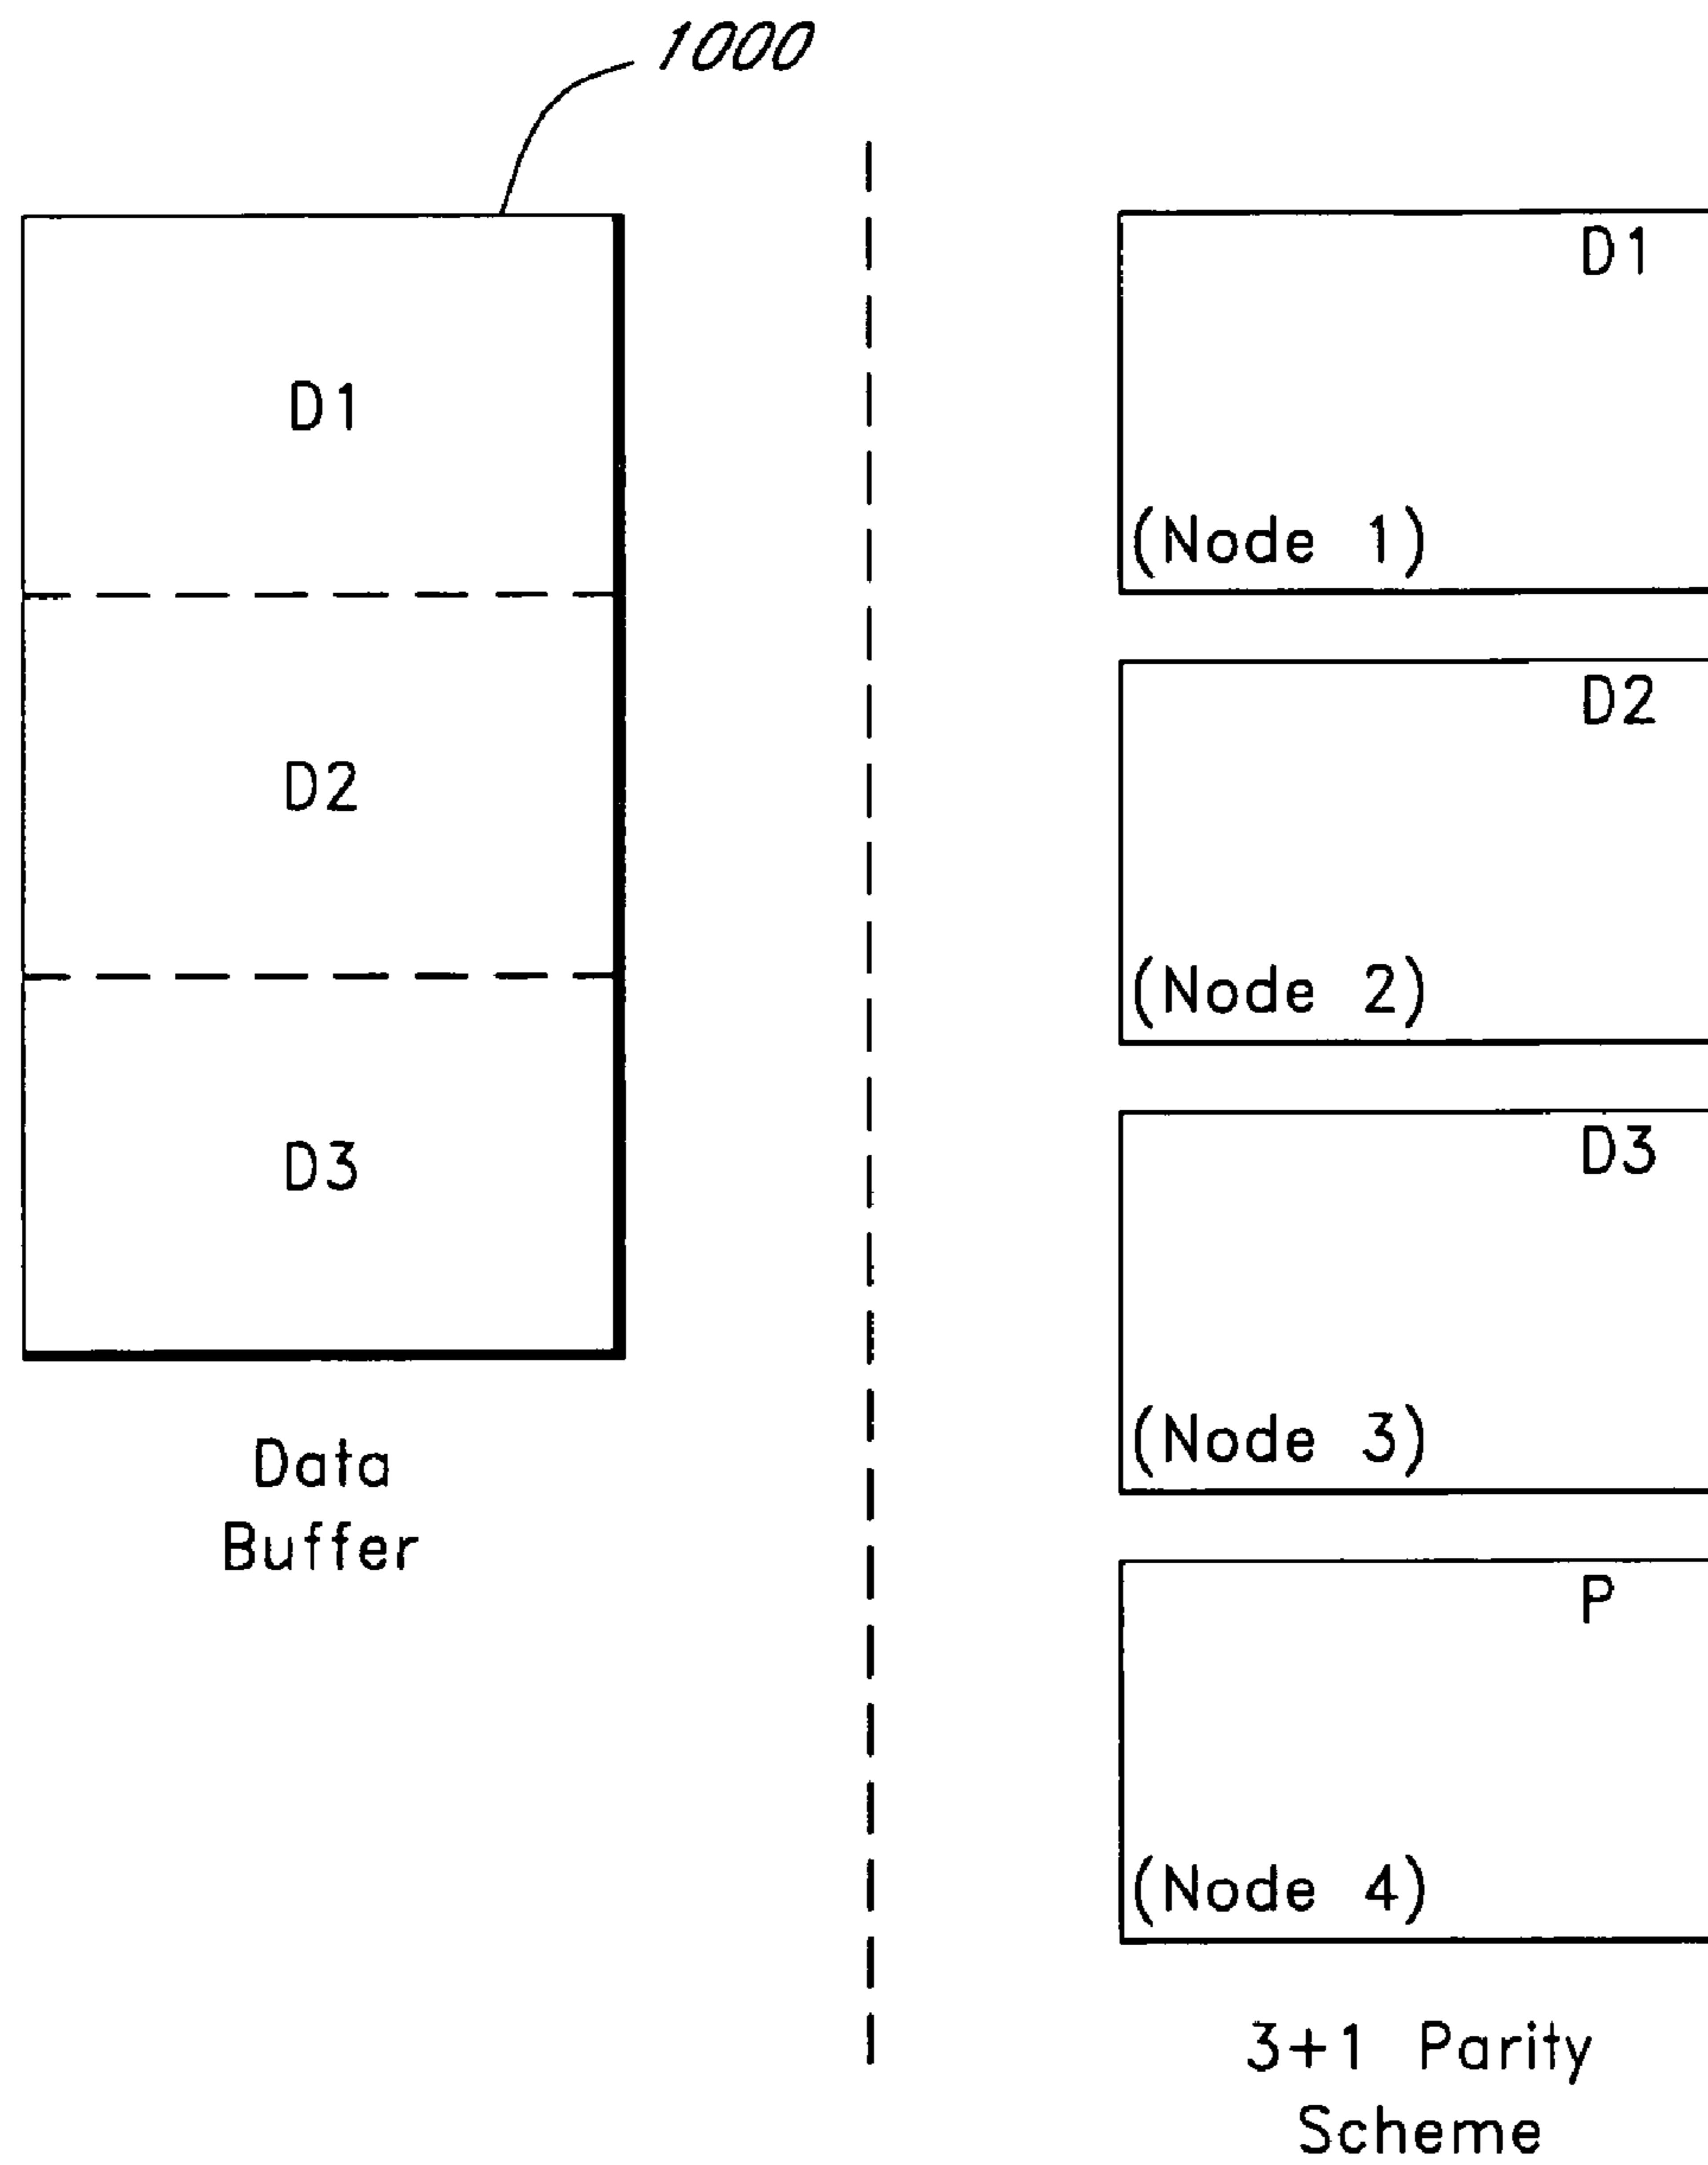 1000
D1
D2
D3
Data
Buffer
D1
(Node 1)
D2
(Node 2)
D3
(Node 3)
P
(Node 4)
3+1 Parity
Scheme